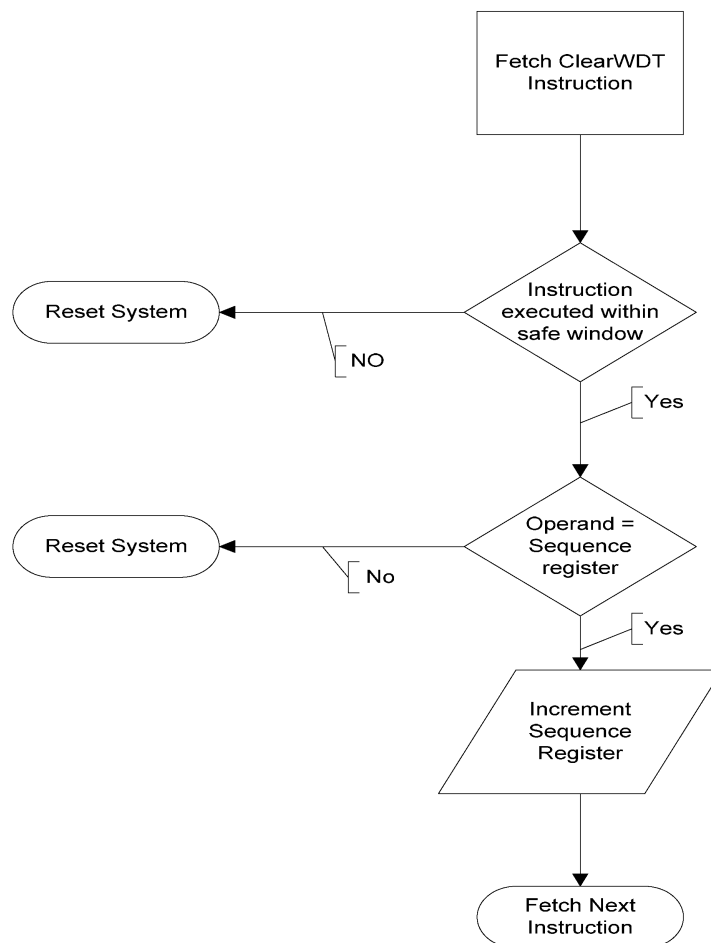 Fetch ClearWDT
Instruction
Instruction
executed within
safe window
Reset System
NO
Yes
Operand =
Sequence
register
Reset System
No
Yes
Increment
Sequence
Register
Fetch Next
Instruction